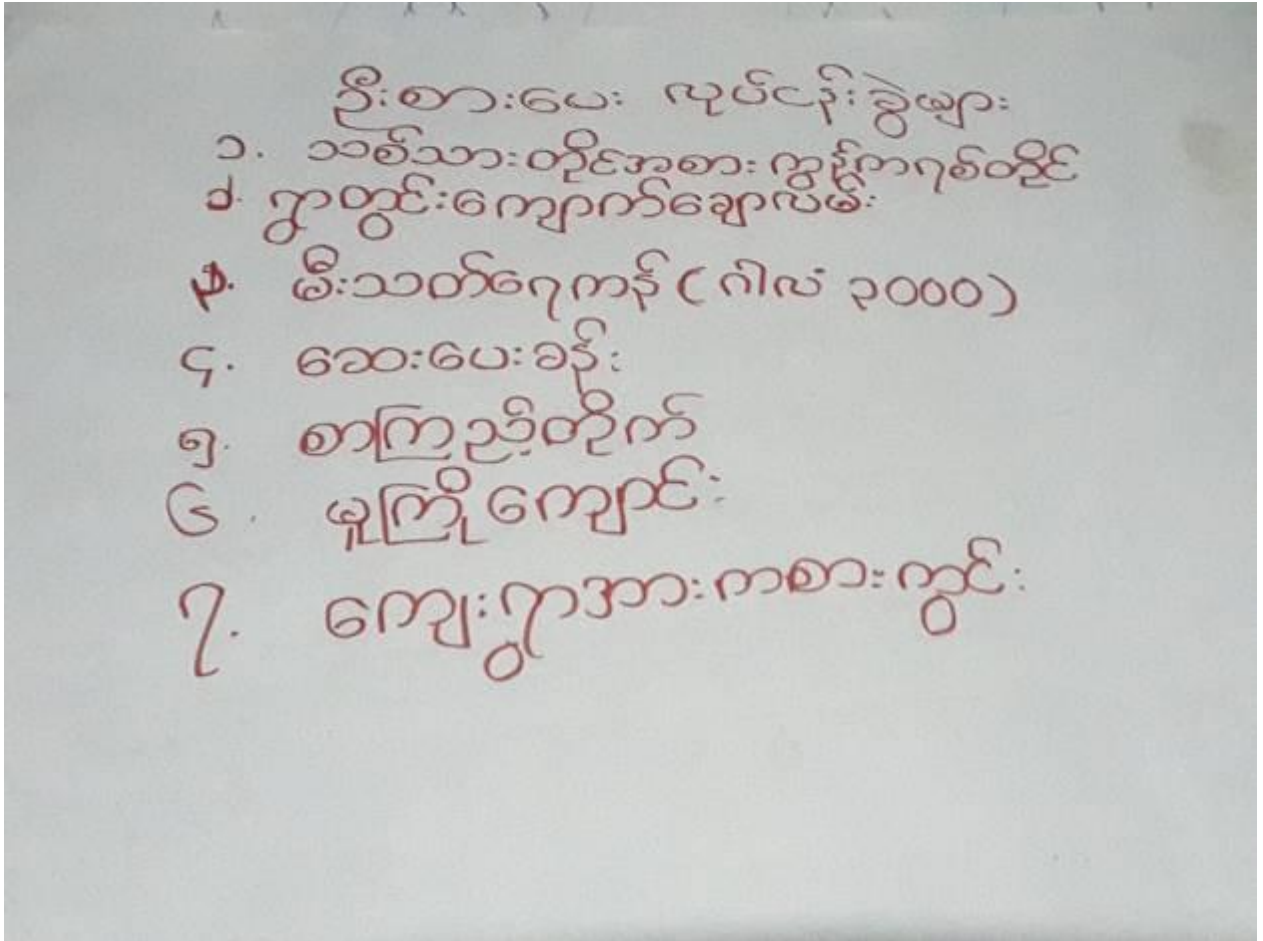 ဦးစားပေး လုပ်ငန်းခွဲများ
၁. သစ်သားတိုင်အစား ကွန်ကရစ်တိုင်
၂. ရွာတွင်းကျောက်ချောလမ်း
၃. မီးသတ်ရေကန် (ဂါလံ ၃၀၀၀)
၄. ဆေးပေးခန်း
၅. စာကြည့်တိုက်
၆. မူကြိုကျောင်း
၇. ကျေးရွာအားကစားကွင်း